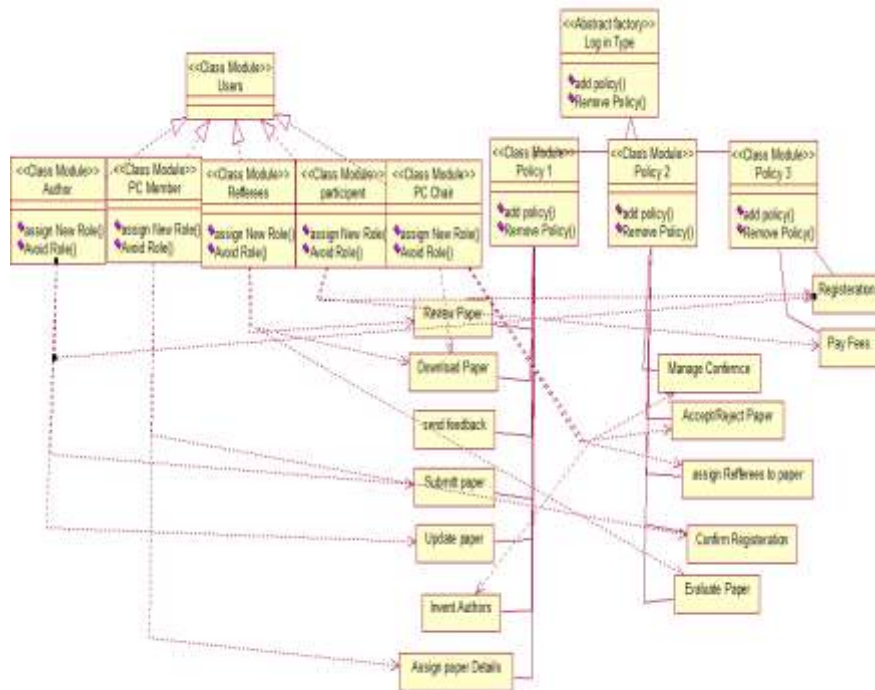 <<Abstract factory>>
Log in Type
add policy()
Remove Policy()
<<Class Module>>
Users
<<Class Module>>
Author
assign New Role()
Avoid Role()
<<Class Module>>
PC Member
assign New Role()
Avoid Role()
<<Class Module>>
Refferees
assign New Role()
Avoid Role()
<<Class Module>>
participent
assign New Role()
Avoid Role()
<<Class Module>>
PC Chair
assign New Role()
Avoid Role()
<<Class Module>>
Policy 1
add policy()
Remove Policy()
<<Class Module>>
Policy 2
add policy()
Remove Policy()
<<Class Module>>
Policy 3
add policy()
Remove Policy()
Registeration
Review Paper
Pay Fees
Download Paper
Manage Confernce
send feedback
Accept/Reject Paper
Submitt paper
assign Refferees to paper
Update paper
Confirm Registeration
Invent Authors
Evaluate Paper
Assign paper Details